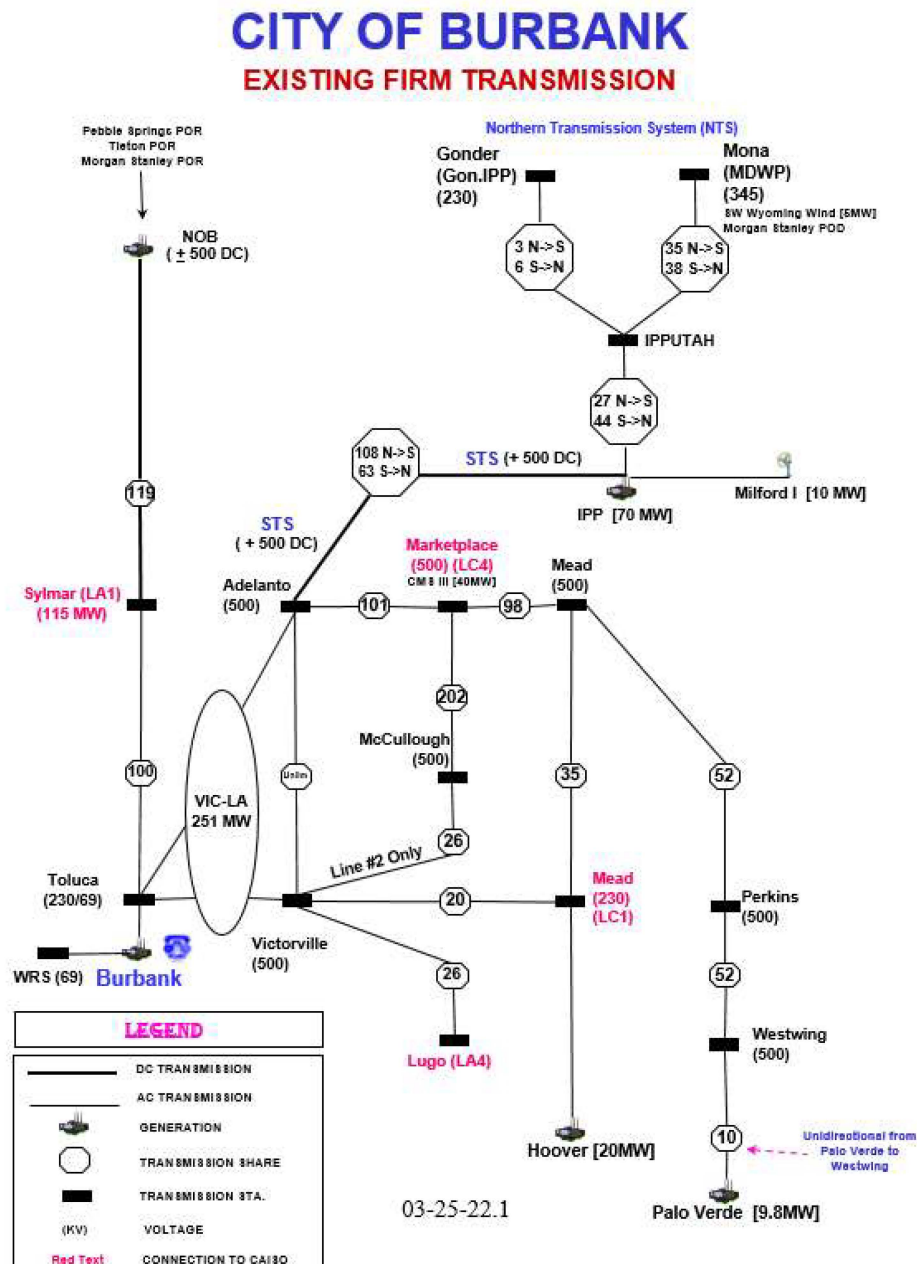 CITY OF BURBANK
EXISTING FIRM TRANSMISSION
Pebble Springs POR
Tieton POR
Morgan Stanley POR
NOB
( ± 500 DC)
Northern Transmission System (NTS)
Gonder
(Gon.IPP)
(230)
Mona
(MDWP)
(345)
SW Wyoming Wind [5MW]
Morgan Stanley POD
3 N->S
6 S->N
35 N->S
38 S->N
IPPUTAH
27 N->S
44 S->N
108 N->S
63 S->N
STS (+ 500 DC)
IPP [70 MW]
Milford I [10 MW]
119
STS
( + 500 DC)
Sylmar (LA1)
(115 MW)
Adelanto
(500)
101
Marketplace
(500) (LC4)
CMS III [40MW]
98
Mead
(500)
202
McCullough
(500)
100
VIC-LA
251 MW
Unlim
35
52
26
Line #2 Only
Toluca
(230/69)
20
Mead
(230)
(LC1)
Perkins
(500)
Victorville
(500)
WRS (69)
Burbank
26
52
Lugo (LA4)
Westwing
(500)
Hoover [20MW]
10
Unidirectional from
Palo Verde to
Westwing
Palo Verde [9.8MW]
LEGEND
DC TRANSMISSION
AC TRANSMISSION
GENERATION
TRANSMISSION SHARE
TRANSMISSION STA.
(KV) VOLTAGE
Red Text CONNECTION TO CAISO
03-25-22.1